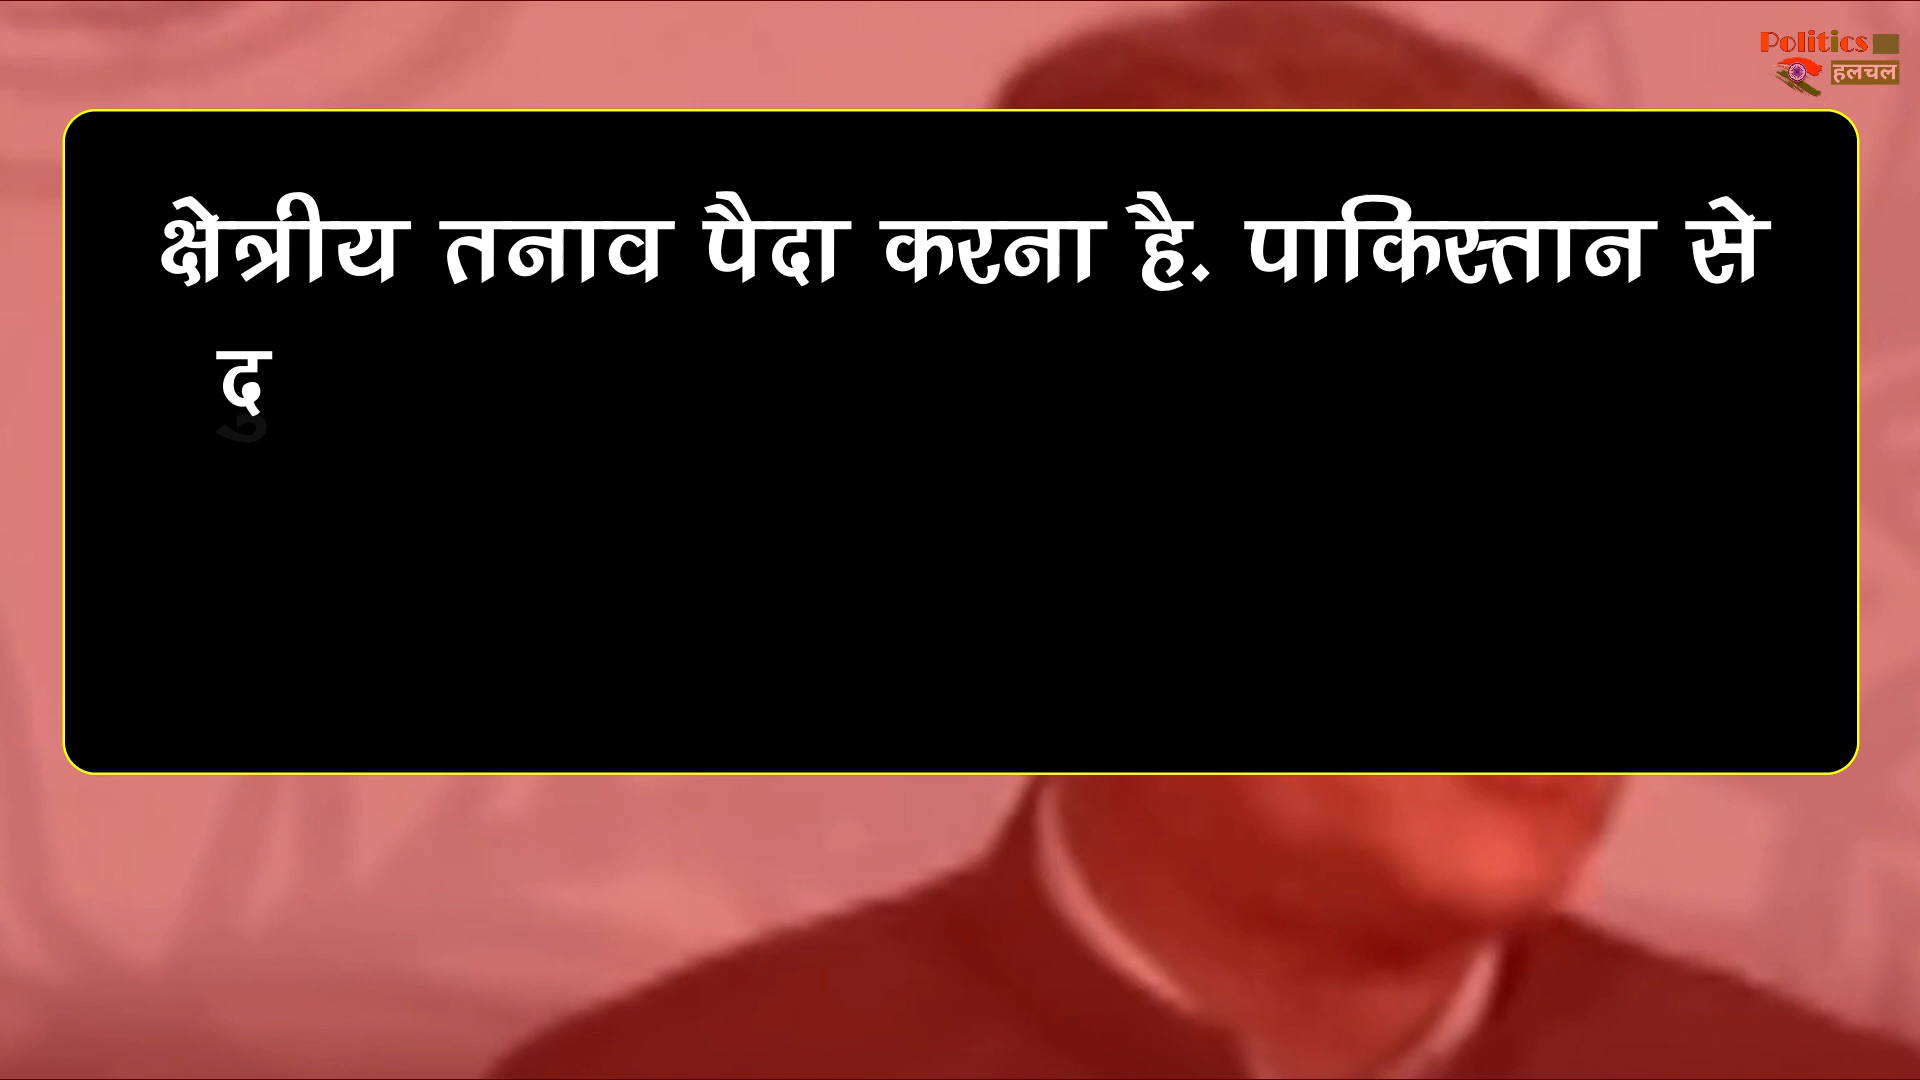 Politics
हलचल
क्षेत्रीय तनाव पैदा करना है. पाकिस्तान से
दु